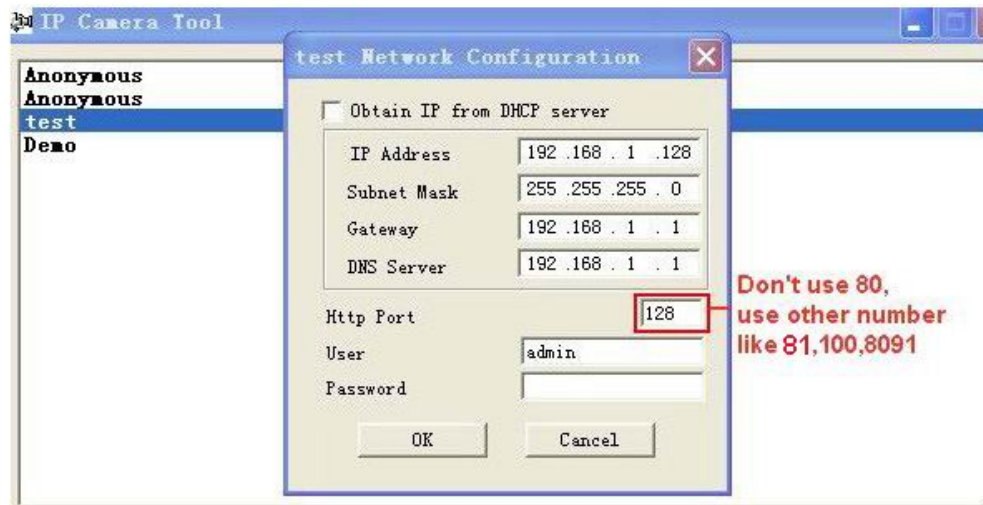 IP Camera Tool
Anonymous
Anonymous
test
Demo
test Network Configuration
Obtain IP from DHCP server
IP Address 192 .168 . 1 .128
Subnet Mask 255 .255 .255 . 0
Gateway 192 .168 . 1 . 1
DNS Server 192 .168 . 1 . 1
Http Port 128
User admin
Password
OK Cancel
Don't use 80,
use other number
like 81,100,8091